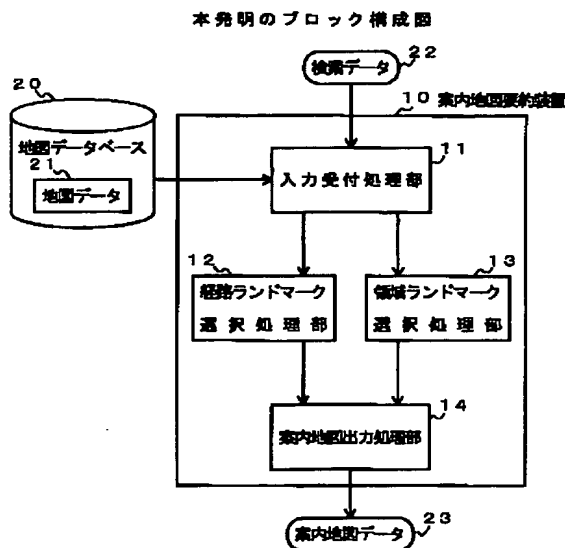 本発明のブロック構成図
22
検索データ
20
10 案内地図要約装置
地図データベース
21
地図データ
11
入力受付処理部
12
経路ランドマーク
選択処理部
13
領域ランドマーク
選択処理部
14
案内地図出力処理部
案内地図データ
23